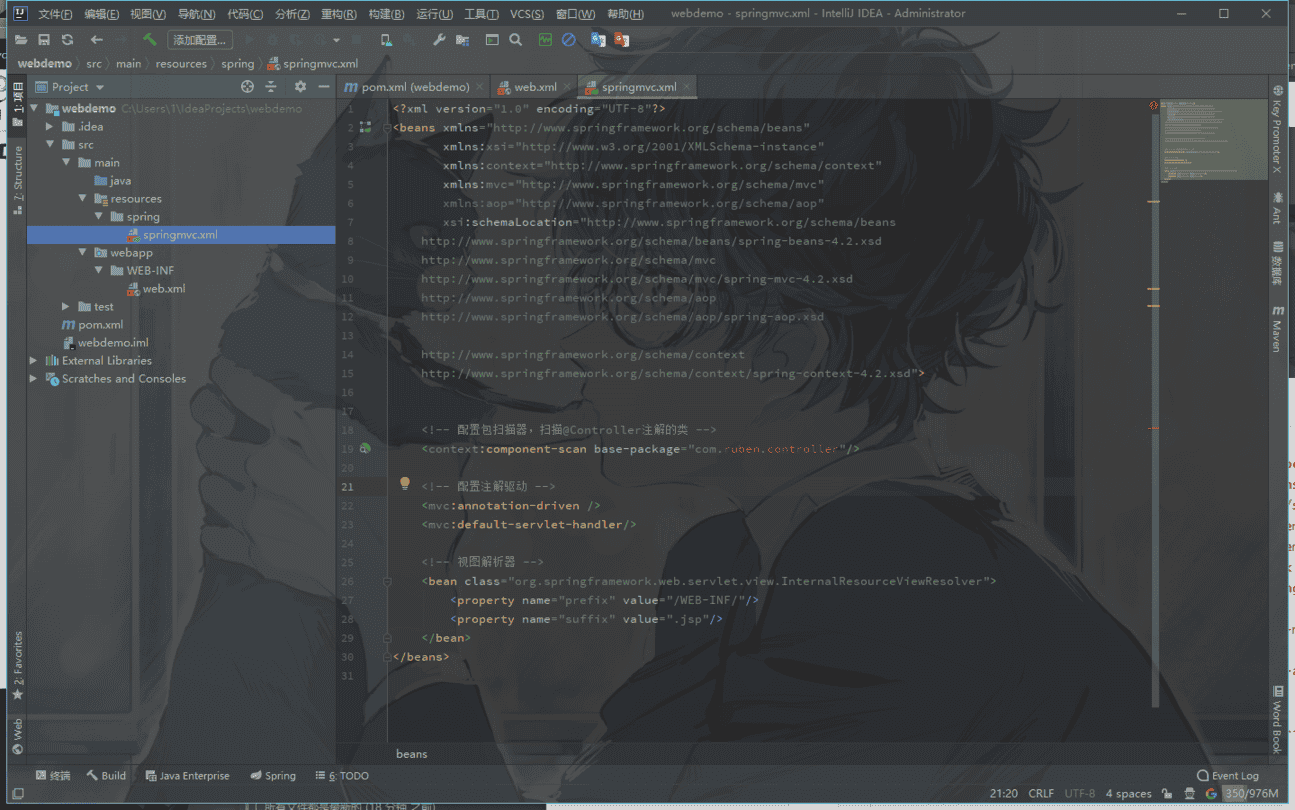 文件(F) 编辑(E) 视图(V) 导航(N) 代码(C) 分析(Z) 重构(R) 构建(B) 运行(U) 工具(T) VCS(S) 窗口(W) 帮助(H) webdemo - springmvc.xml - IntelliJ IDEA - Administrator
添加配置...
webdemo src main resources spring springmvc.xml
Project
pom.xml (webdemo) web.xml springmvc.xml
webdemo C:\Users\1\IdeaProjects\webdemo
.idea
src
main
java
resources
spring
springmvc.xml
webapp
WEB-INF
web.xml
test
pom.xml
webdemo.iml
External Libraries
Scratches and Consoles
1: 项目
7: Structure
2: Favorites
Web
1 <?xml version="1.0" encoding="UTF-8"?>
2 <beans xmlns="http://www.springframework.org/schema/beans"
3 xmlns:xsi="http://www.w3.org/2001/XMLSchema-instance"
4 xmlns:context="http://www.springframework.org/schema/context"
5 xmlns:mvc="http://www.springframework.org/schema/mvc"
6 xmlns:aop="http://www.springframework.org/schema/aop"
7 xsi:schemaLocation="http://www.springframework.org/schema/beans
8 http://www.springframework.org/schema/beans/spring-beans-4.2.xsd
9 http://www.springframework.org/schema/mvc
10 http://www.springframework.org/schema/mvc/spring-mvc-4.2.xsd
11 http://www.springframework.org/schema/aop
12 http://www.springframework.org/schema/aop/spring-aop.xsd
13
14 http://www.springframework.org/schema/context
15 http://www.springframework.org/schema/context/spring-context-4.2.xsd">
16
17
18 <!-- 配置包扫描器，扫描@Controller注解的类 -->
19 <context:component-scan base-package="com.ruben.controller"/>
20
21 <!-- 配置注解驱动 -->
22 <mvc:annotation-driven />
23 <mvc:default-servlet-handler/>
24
25 <!-- 视图解析器 -->
26 <bean class="org.springframework.web.servlet.view.InternalResourceViewResolver">
27 <property name="prefix" value="/WEB-INF/"/>
28 <property name="suffix" value=".jsp"/>
29 </bean>
30 </beans>
31
beans
Key Promoter X
Ant
数据库
Maven
Word Book
终端 Build Java Enterprise Spring 6: TODO Event Log
21:20 CRLF UTF-8 4 spaces 350/976M